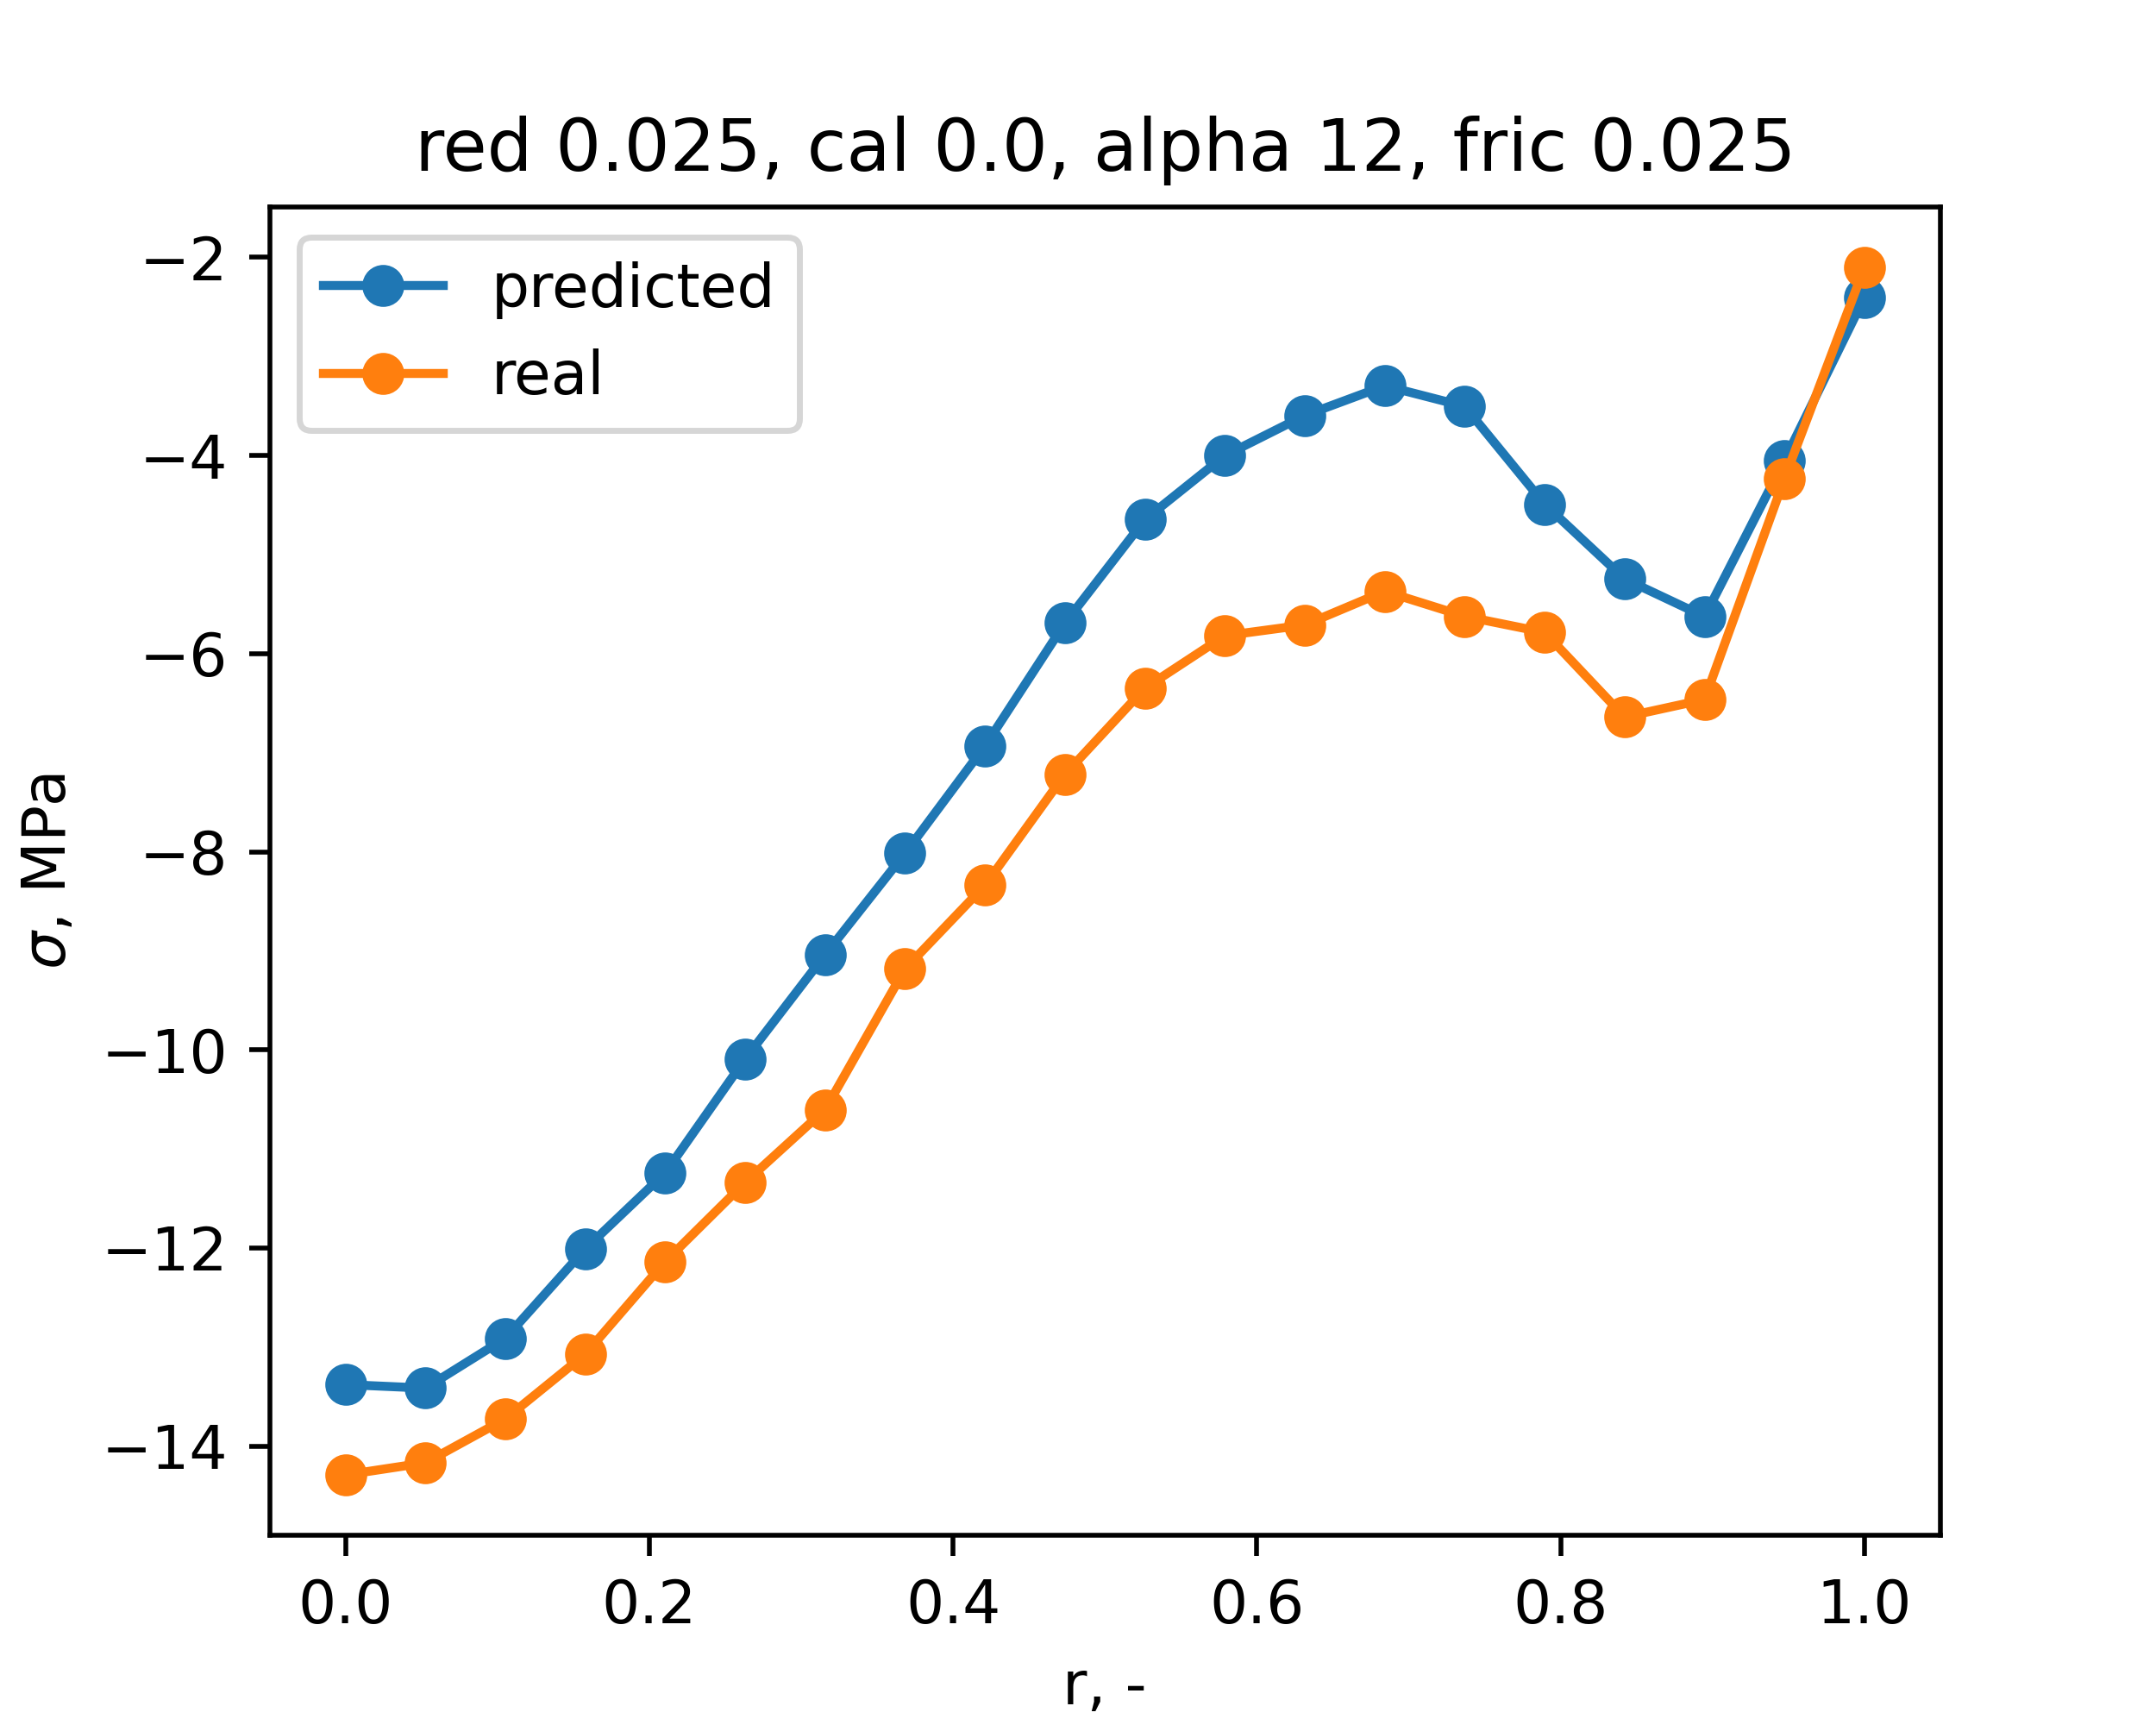 red 0.025, cal 0.0, alpha 12, fric 0.025
predicted
real
−2
−4
−6
−8
−10
−12
−14
σ, MPa
0.0 0.2 0.4 0.6 0.8 1.0
r, -